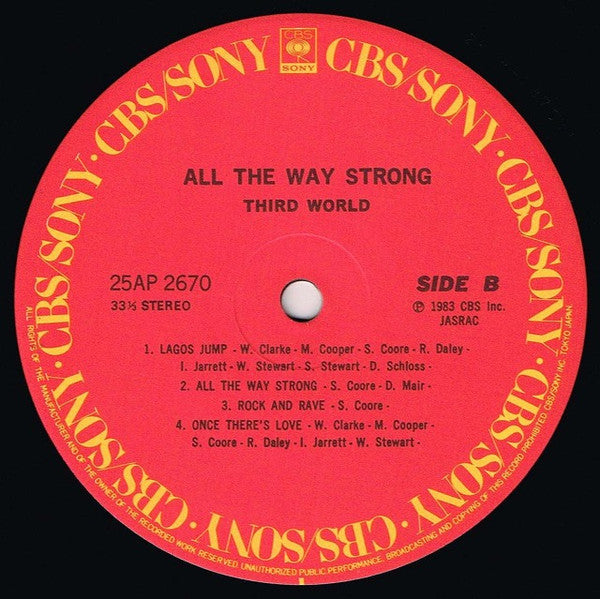 CBS
SONY
CBS/SONY · CBS/SONY · CBS/SONY · CBS/SONY · CBS/SONY · CBS/SONY · CBS/SONY · CBS/SONY
ALL THE WAY STRONG
THIRD WORLD
25AP 2670
33⅓ STEREO
SIDE B
℗ 1983 CBS Inc.
JASRAC
1. LAGOS JUMP - W. Clarke - M. Cooper - S. Coore - R. Daley -
I. Jarrett - W. Stewart - S. Stewart - D. Schloss -
2. ALL THE WAY STRONG - S. Coore - D. Mair -
3. ROCK AND RAVE - S. Coore -
4. ONCE THERE'S LOVE - W. Clarke - M. Cooper -
S. Coore - R. Daley - I. Jarrett - W. Stewart -
ALL RIGHTS OF THE MANUFACTURER AND OF THE OWNER OF THE RECORDED WORK RESERVED. UNAUTHORIZED PUBLIC PERFORMANCE, BROADCASTING AND COPYING OF THIS RECORD PROHIBITED. CBS/SONY INC. TOKYO JAPAN.